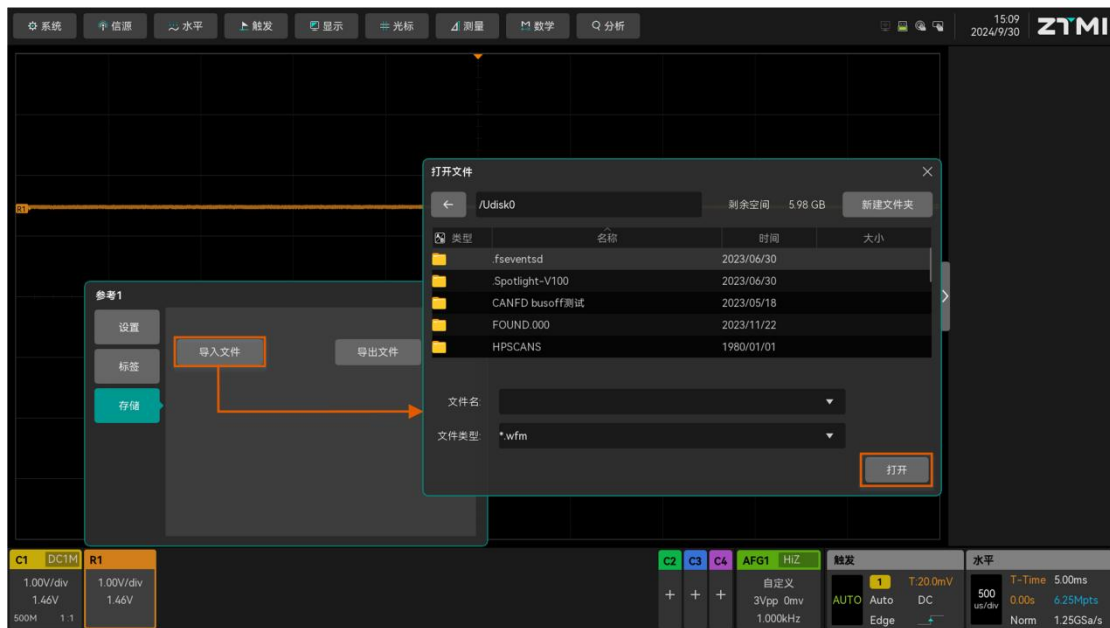 系统 信源 水平 触发 显示 光标 测量 数学 分析 15:09 2024/9/30 ZTMI
R1
打开文件
/Udisk0 剩余空间 5.98 GB 新建文件夹
类型 名称 时间 大小
.fseventsd 2023/06/30
.Spotlight-V100 2023/06/30
CANFD busoff测试 2023/05/18
FOUND.000 2023/11/22
HPSCANS 1980/01/01
文件名:
文件类型: *.wfm
打开
参考1
设置
标签
存储
导入文件 导出文件
C1 DC1M
1.00V/div
1.46V
500M 1:1
R1
1.00V/div
1.46V
C2 C3 C4
+ + +
AFG1 HiZ
自定义
3Vpp 0mv
1.000kHz
触发
AUTO
1 T:20.0mV
Auto DC
Edge
水平
500 us/div
T-Time 5.00ms
0.00s 6.25Mpts
Norm 1.25GSa/s